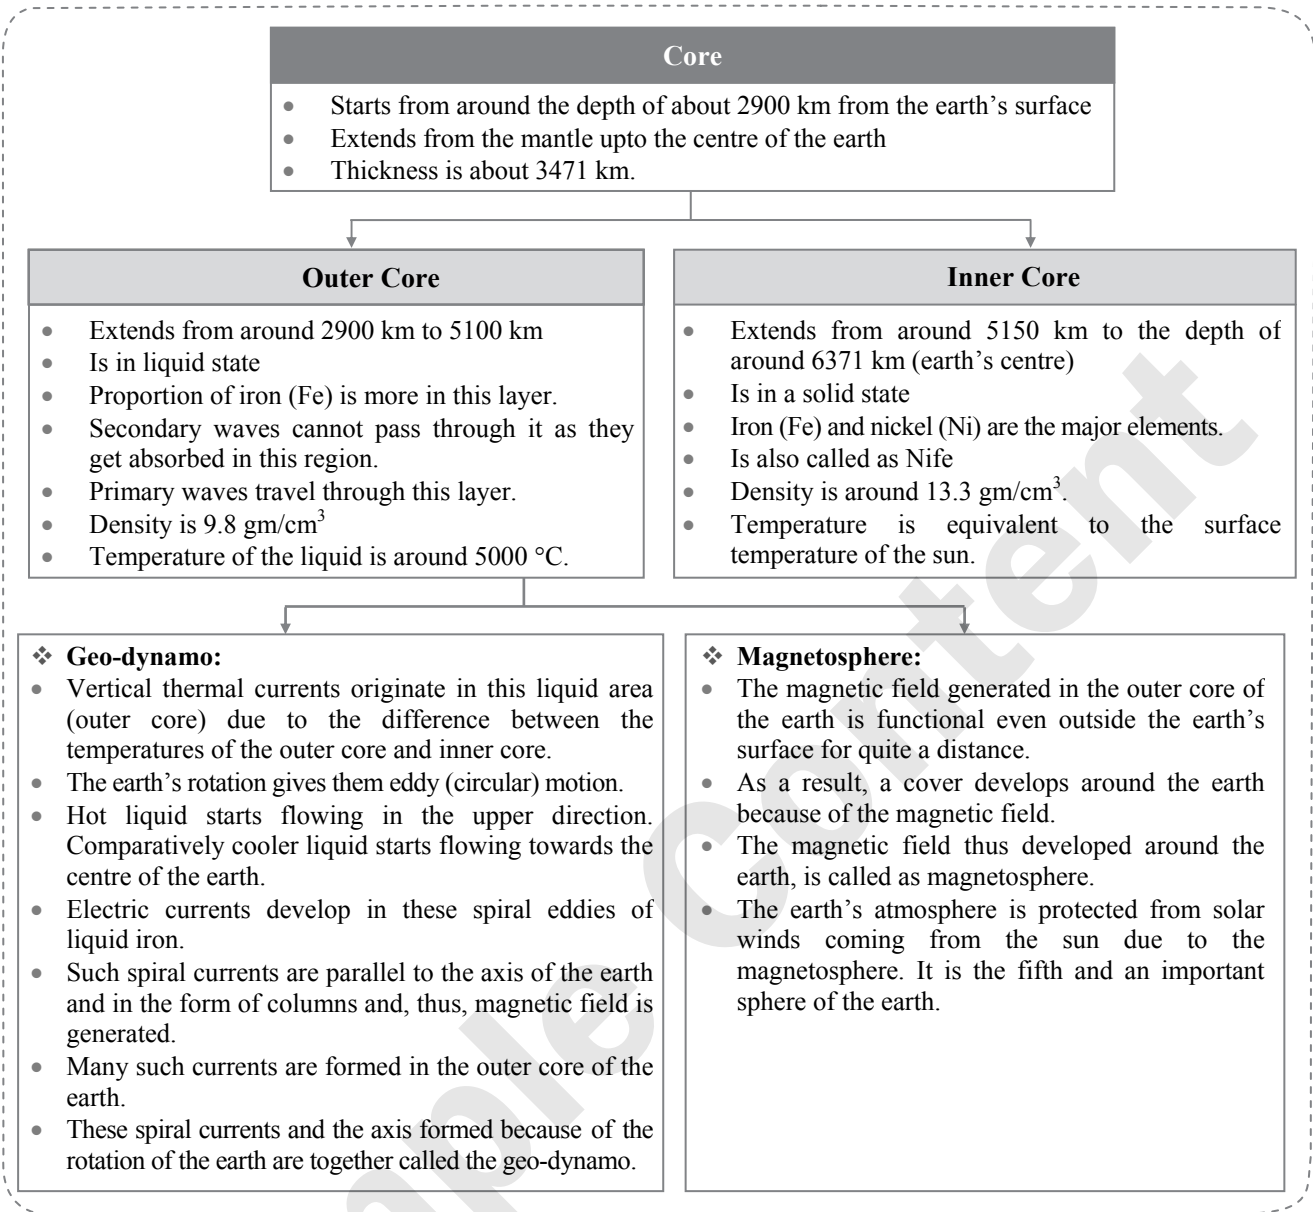 Core
• Starts from around the depth of about 2900 km from the earth’s surface
• Extends from the mantle upto the centre of the earth
• Thickness is about 3471 km.
Outer Core
• Extends from around 2900 km to 5100 km
• Is in liquid state
• Proportion of iron (Fe) is more in this layer.
• Secondary waves cannot pass through it as they
get absorbed in this region.
• Primary waves travel through this layer.
• Density is 9.8 gm/cm³
• Temperature of the liquid is around 5000 °C.
Inner Core
• Extends from around 5150 km to the depth of
around 6371 km (earth’s centre)
• Is in a solid state
• Iron (Fe) and nickel (Ni) are the major elements.
• Is also called as Nife
• Density is around 13.3 gm/cm³.
• Temperature is equivalent to the surface
temperature of the sun.
❖ Geo-dynamo:
• Vertical thermal currents originate in this liquid area
(outer core) due to the difference between the
temperatures of the outer core and inner core.
• The earth’s rotation gives them eddy (circular) motion.
• Hot liquid starts flowing in the upper direction.
Comparatively cooler liquid starts flowing towards the
centre of the earth.
• Electric currents develop in these spiral eddies of
liquid iron.
• Such spiral currents are parallel to the axis of the earth
and in the form of columns and, thus, magnetic field is
generated.
• Many such currents are formed in the outer core of the
earth.
• These spiral currents and the axis formed because of the
rotation of the earth are together called the geo-dynamo.
❖ Magnetosphere:
• The magnetic field generated in the outer core of
the earth is functional even outside the earth’s
surface for quite a distance.
• As a result, a cover develops around the earth
because of the magnetic field.
• The magnetic field thus developed around the
earth, is called as magnetosphere.
• The earth’s atmosphere is protected from solar
winds coming from the sun due to the
magnetosphere. It is the fifth and an important
sphere of the earth.
mple Content